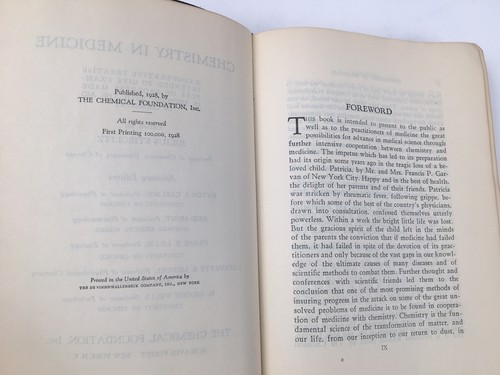 CHEMISTRY IN MEDICINE
Published, 1928, by
THE CHEMICAL FOUNDATION, Inc.
All rights reserved
First Printing 100,000, 1928
Printed in the United States of America by
THE DE VINNE-HALLENBECK COMPANY, INC., NEW YORK
THE CHEMICAL FOUNDATION, IN
FOREWORD
THIS book is intended to present to the public as
well as to the practitioners of medicine the great
possibilities for advance in medical science through
further intensive cooperation between chemistry and
medicine. The impetus which has led to its preparation
had its origin some years ago in the tragic loss of a be-
loved child. Patricia, by Mr. and Mrs. Francis P. Gar-
van of New York City. Happy and in the best of health,
the delight of her parents and of their friends. Patricia
was stricken by rheumatic fever, following grippe, be-
fore which some of the best of the country's physicians,
drawn into consultation, confessed themselves utterly
powerless. Within a week the bright little life was lost.
But the gracious spirit of the child left in the minds
of the parents the conviction that if medicine had failed
them, it had failed in spite of the devotion of its prac-
titioners and only because of the vast gaps in our know-
ledge of the ultimate causes of many diseases and of
scientific methods to combat them. Further thought and
conferences with scientific friends led them to the
conclusion that one of the most promising methods of
insuring progress in the attack on some of the great un-
solved problems of medicine is to be found in cooperation
of medicine with chemistry. Chemistry is the fun-
damental science of the transformation of matter, and
our life, from our inception to our return to dust, in
IX